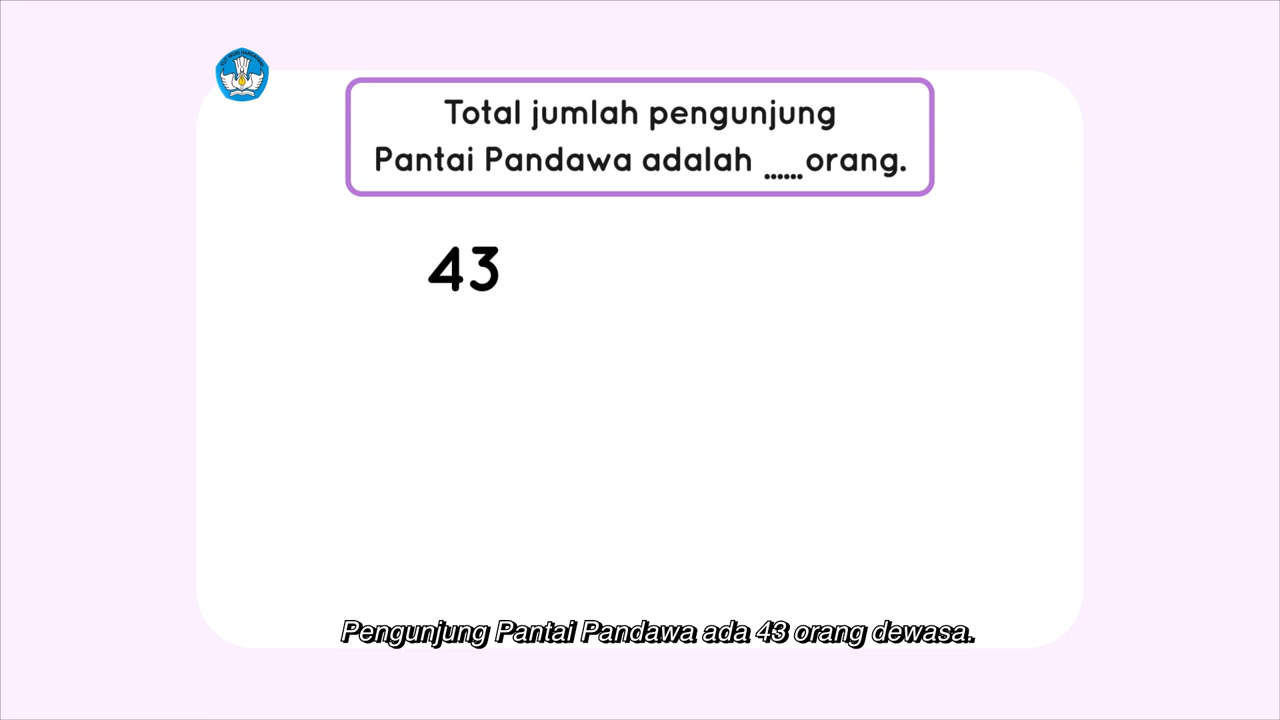 Total jumlah pengunjung
Pantai Pandawa adalah ......orang.
43
Pengunjung Pantai Pandawa ada 43 orang dewasa.